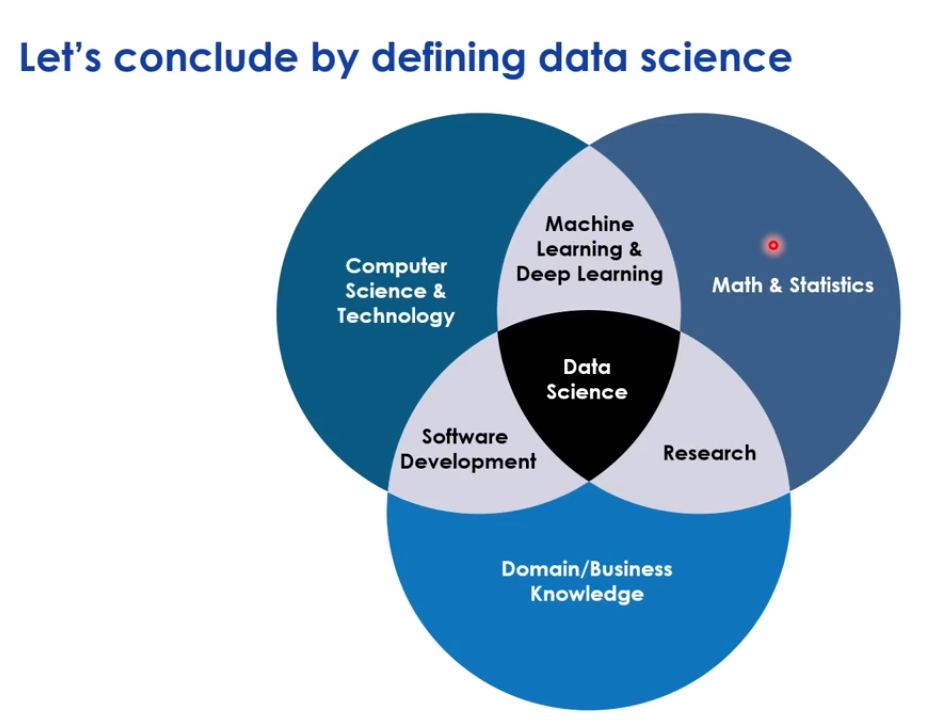 Let's conclude by defining data science
Machine
Learning &
Deep Learning
Computer
Science &
Technology
Math & Statistics
Data
Science
Software
Development
Research
Domain/Business
Knowledge